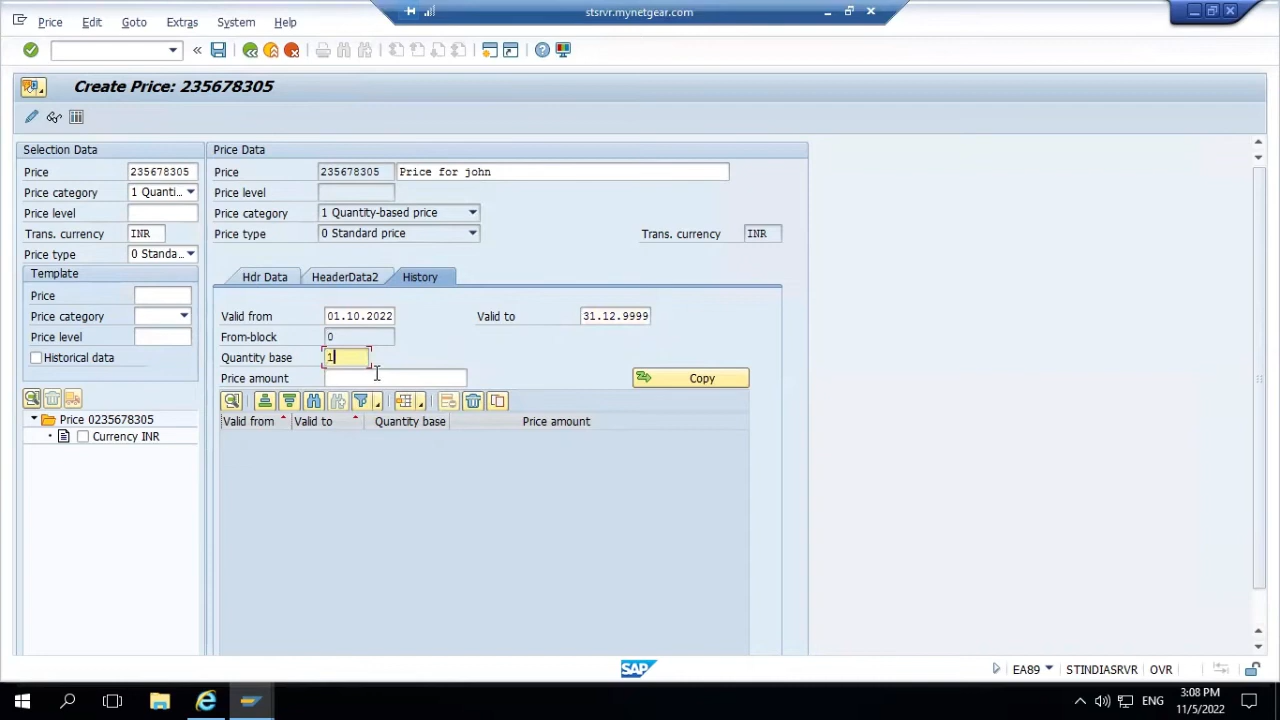 stsrvr.mynetgear.com
Price Edit Goto Extras System Help
Create Price: 235678305
Selection Data
Price 235678305
Price category 1 Quanti...
Price level
Trans. currency INR
Price type 0 Standa...
Template
Price
Price category
Price level
Historical data
Price 0235678305
Currency INR
Price Data
Price 235678305 Price for john
Price level
Price category 1 Quantity-based price
Price type 0 Standard price Trans. currency INR
Hdr Data HeaderData2 History
Valid from 01.10.2022 Valid to 31.12.9999
From-block 0
Quantity base 1
Price amount Copy
Valid from Valid to Quantity base Price amount
SAP EA89 STNDIASRVR OVR
ENG 3:08 PM
11/5/2022